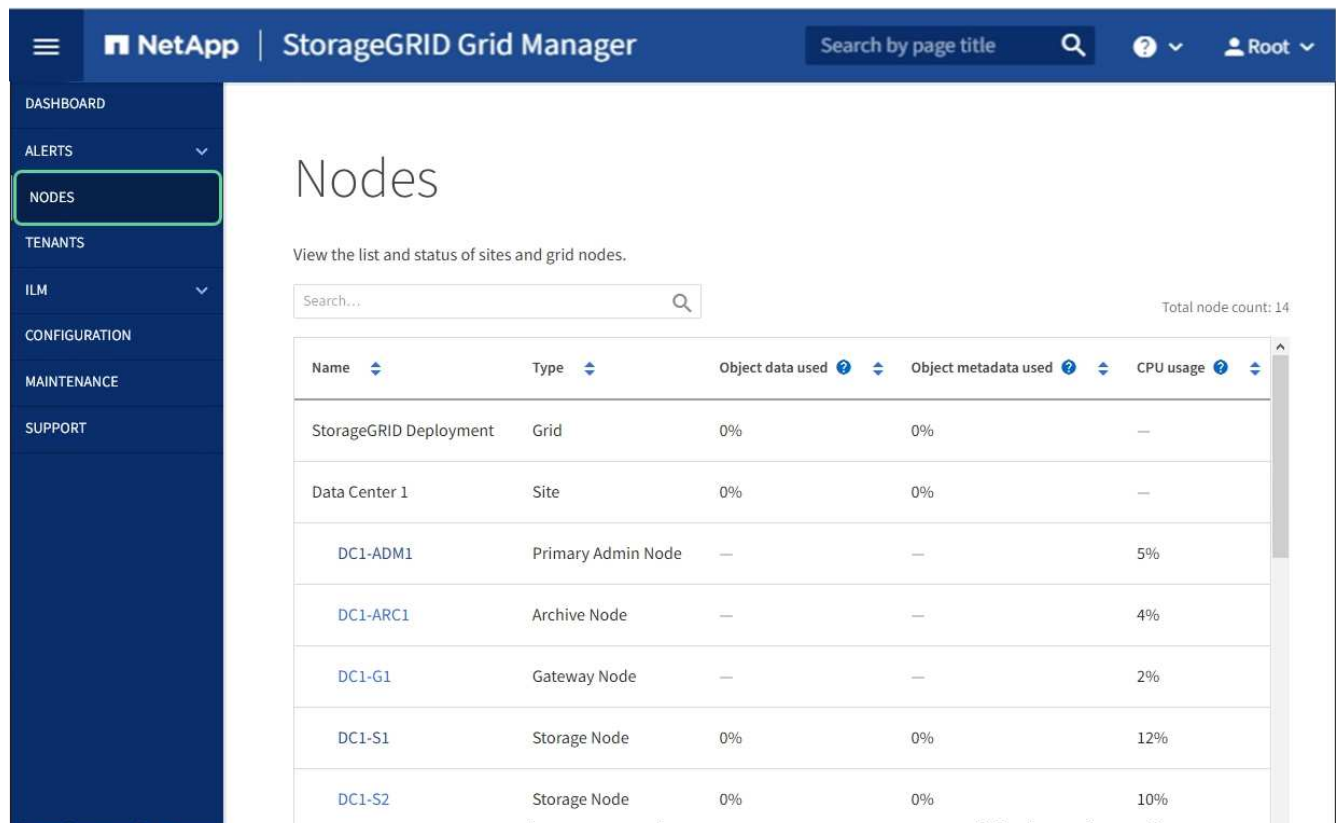 NetApp | StorageGRID Grid Manager Search by page title ? Root
DASHBOARD
ALERTS
NODES
TENANTS
ILM
CONFIGURATION
MAINTENANCE
SUPPORT
Nodes
View the list and status of sites and grid nodes.
Search...
Total node count: 14
Name Type Object data used ? Object metadata used ? CPU usage ?
StorageGRID Deployment Grid 0% 0% —
Data Center 1 Site 0% 0% —
DC1-ADM1 Primary Admin Node — — 5%
DC1-ARC1 Archive Node — — 4%
DC1-G1 Gateway Node — — 2%
DC1-S1 Storage Node 0% 0% 12%
DC1-S2 Storage Node 0% 0% 10%